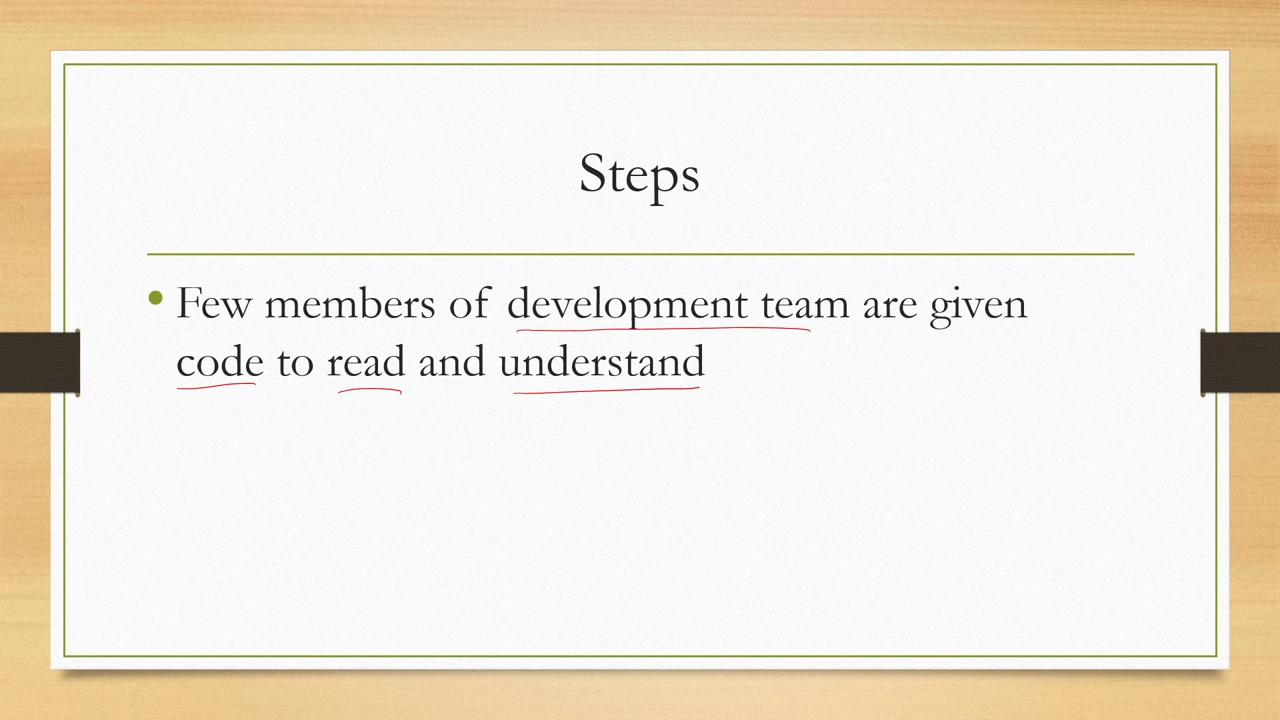 Steps
• Few members of development team are given
code to read and understand